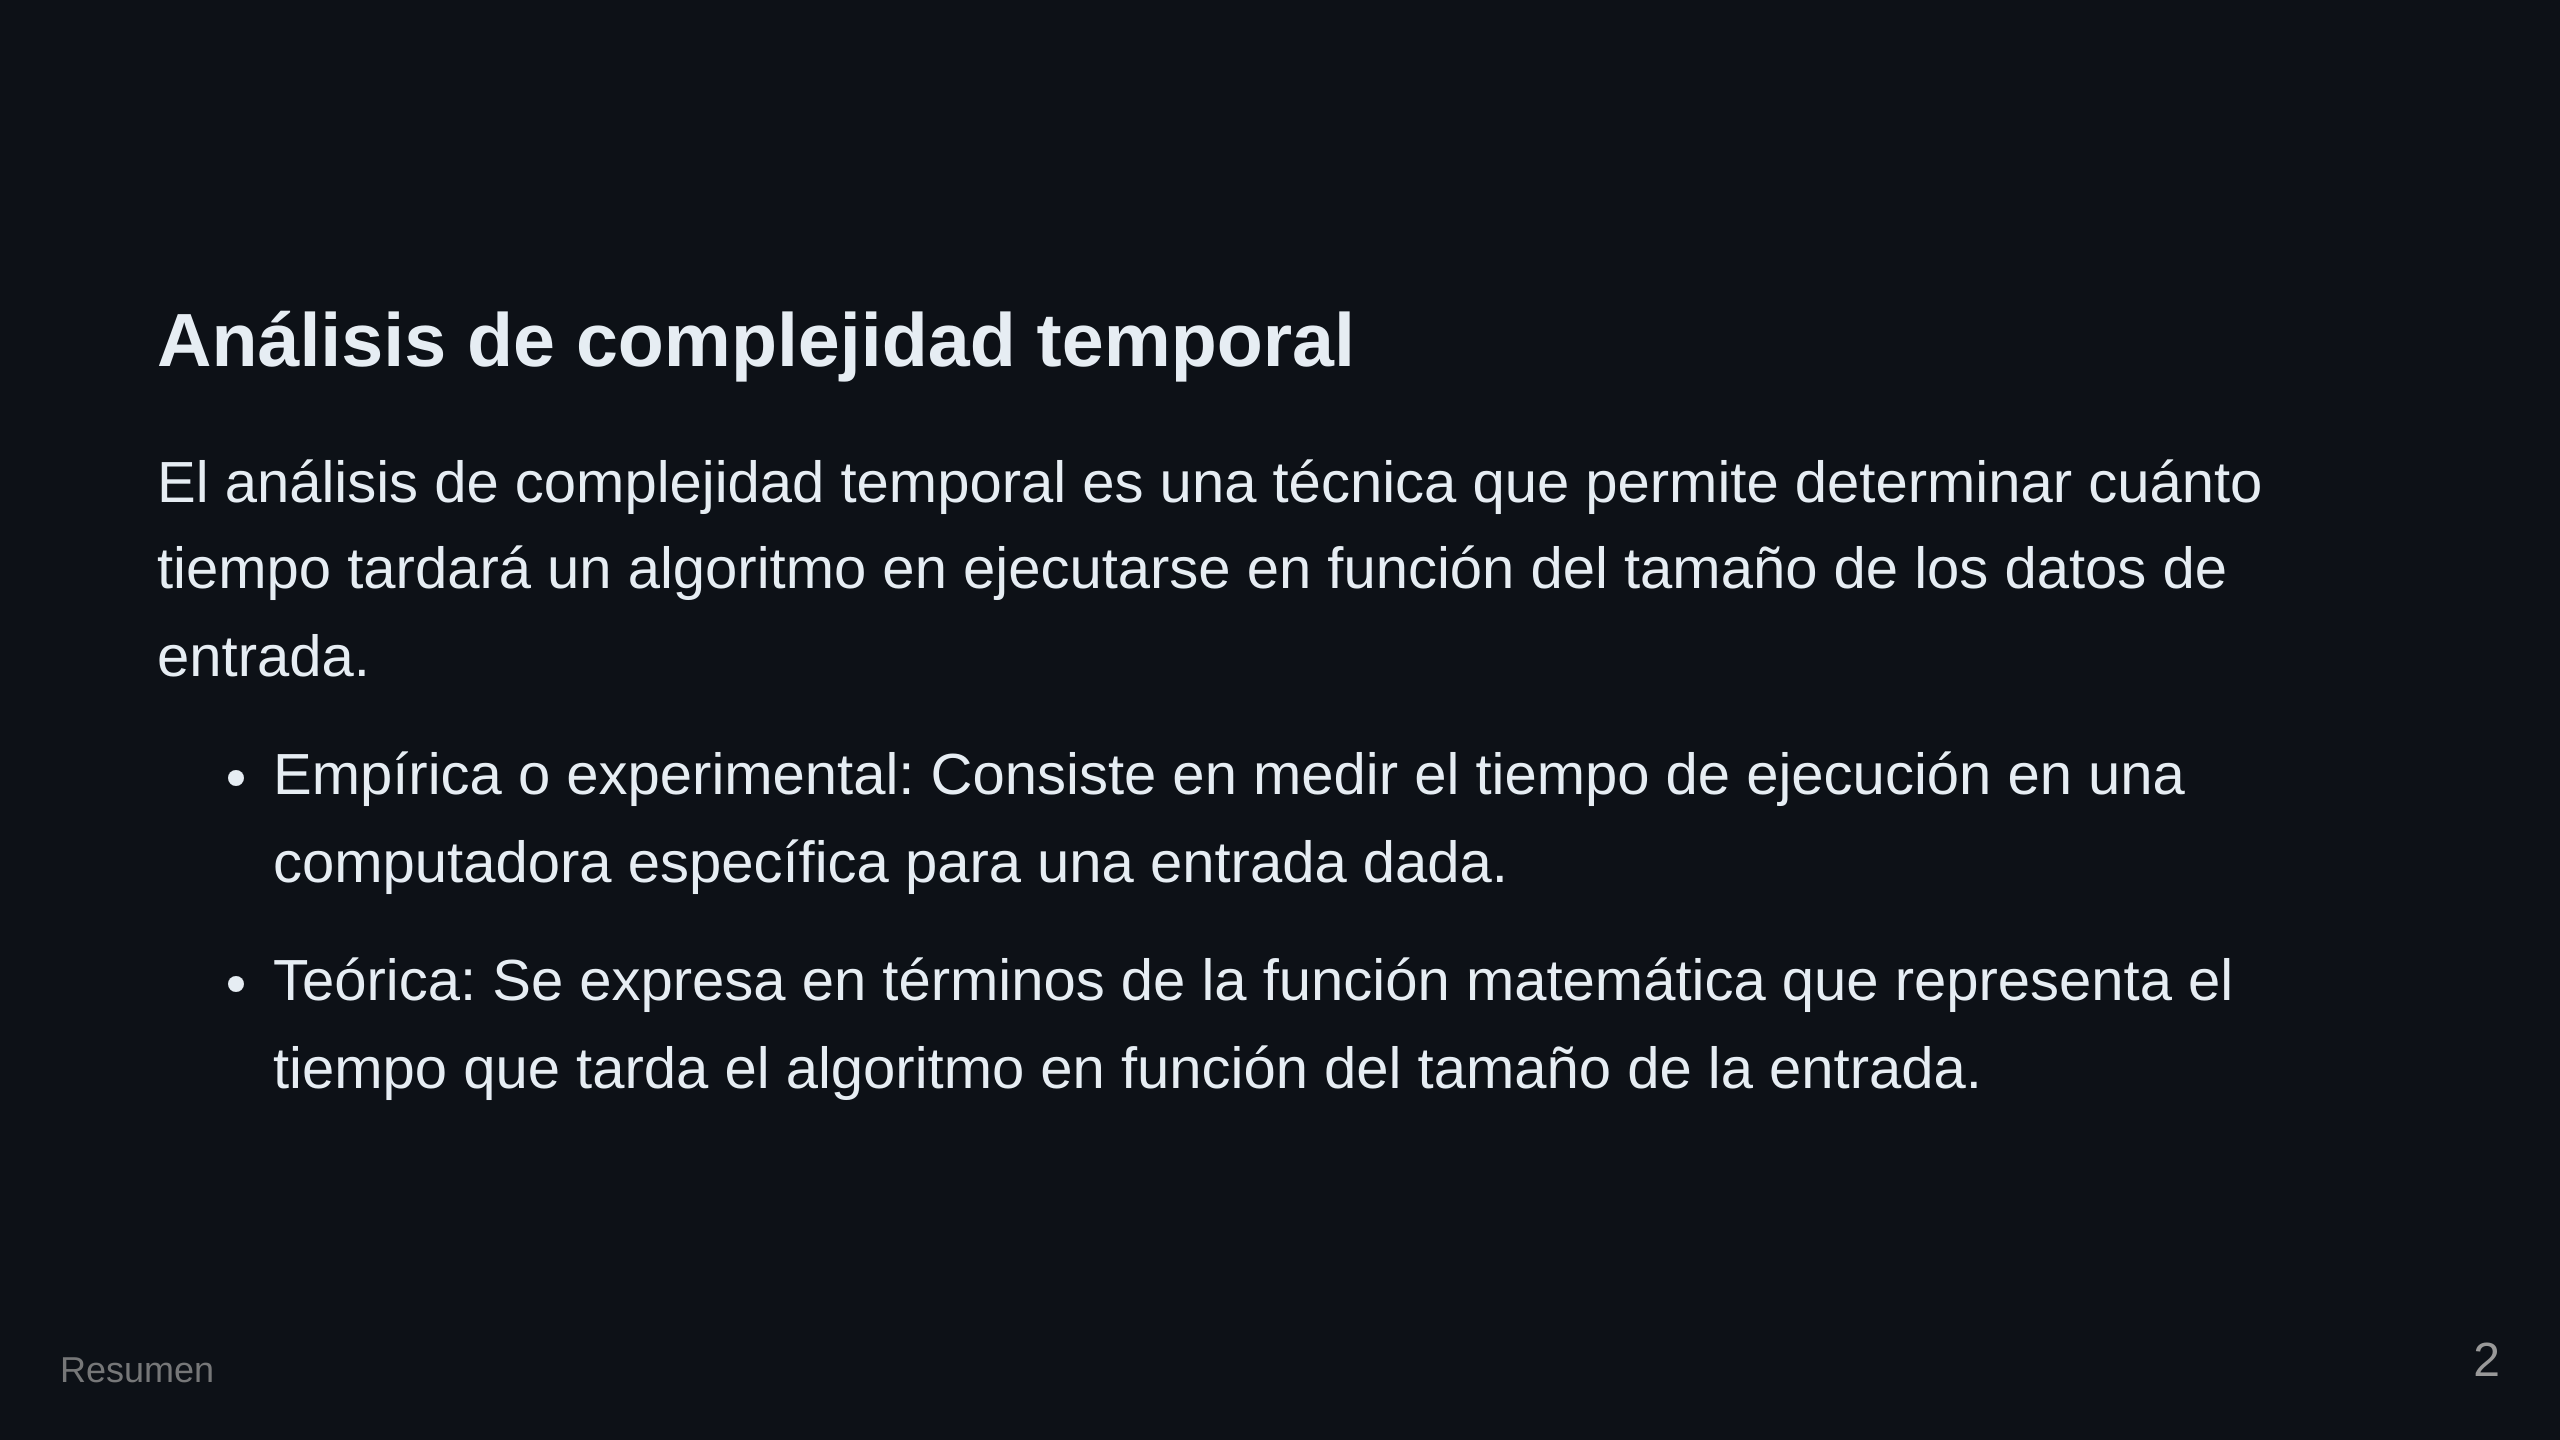 Análisis de complejidad temporal
El análisis de complejidad temporal es una técnica que permite determinar cuánto
tiempo tardará un algoritmo en ejecutarse en función del tamaño de los datos de
entrada.
• Empírica o experimental: Consiste en medir el tiempo de ejecución en una
computadora específica para una entrada dada.
• Teórica: Se expresa en términos de la función matemática que representa el
tiempo que tarda el algoritmo en función del tamaño de la entrada.
Resumen
2